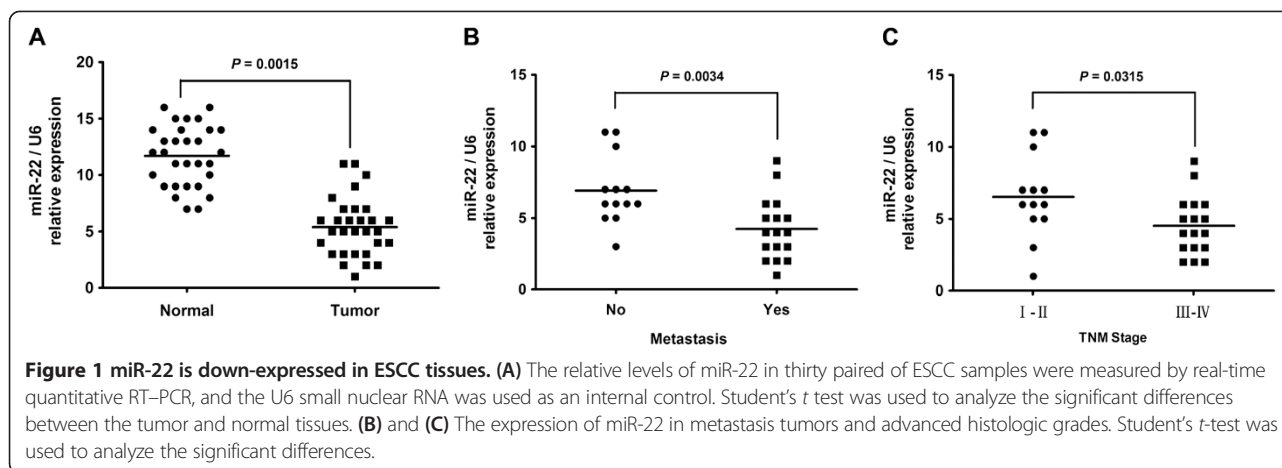 A
P = 0.0015
20
15
10
5
0
miR-22 / U6
relative expression
Normal
Tumor
B
P = 0.0034
15
10
5
0
miR-22 / U6
relative expression
No
Yes
Metastasis
C
P = 0.0315
15
10
5
0
miR-22 / U6
relative expression
I - II
III-IV
TNM Stage
Figure 1 miR-22 is down-expressed in ESCC tissues. (A) The relative levels of miR-22 in thirty paired of ESCC samples were measured by real-time
quantitative RT–PCR, and the U6 small nuclear RNA was used as an internal control. Student's t test was used to analyze the significant differences
between the tumor and normal tissues. (B) and (C) The expression of miR-22 in metastasis tumors and advanced histologic grades. Student's t-test was
used to analyze the significant differences.